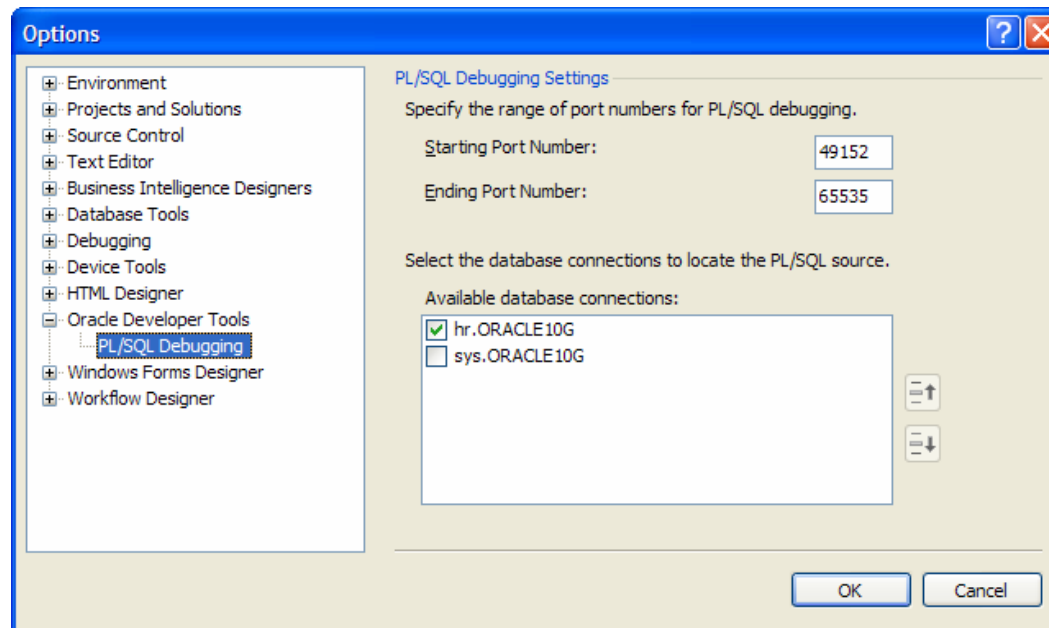 Options
Environment
Projects and Solutions
Source Control
Text Editor
Business Intelligence Designers
Database Tools
Debugging
Device Tools
HTML Designer
Oracle Developer Tools
PL/SQL Debugging
Windows Forms Designer
Workflow Designer
PL/SQL Debugging Settings
Specify the range of port numbers for PL/SQL debugging.
Starting Port Number: 49152
Ending Port Number: 65535
Select the database connections to locate the PL/SQL source.
Available database connections:
hr.ORACLE10G
sys.ORACLE10G
OK Cancel